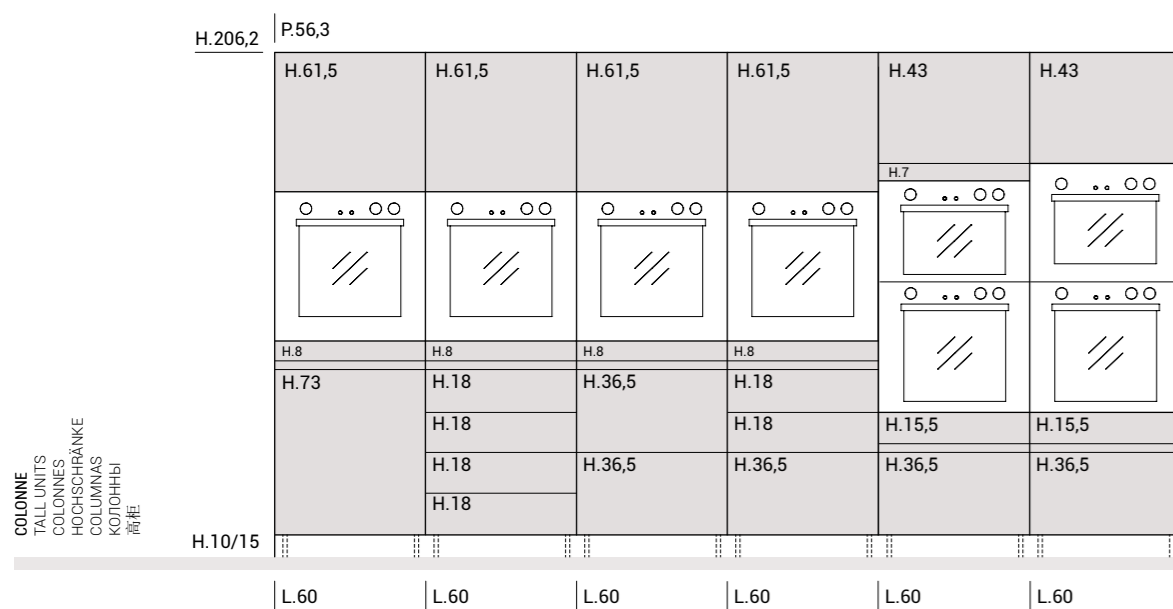 H.206,2
P.56,3
H.61,5
H.61,5
H.61,5
H.61,5
H.43
H.43
H.7
H.8
H.8
H.8
H.8
H.73
H.18
H.36,5
H.18
H.18
H.18
H.15,5
H.15,5
H.18
H.36,5
H.36,5
H.36,5
H.36,5
H.18
H.10/15
L.60
L.60
L.60
L.60
L.60
L.60
COLONNE
TALL UNITS
COLONNES
HOCHSCHRÄNKE
COLUMNAS
КОЛОННЫ
高柜